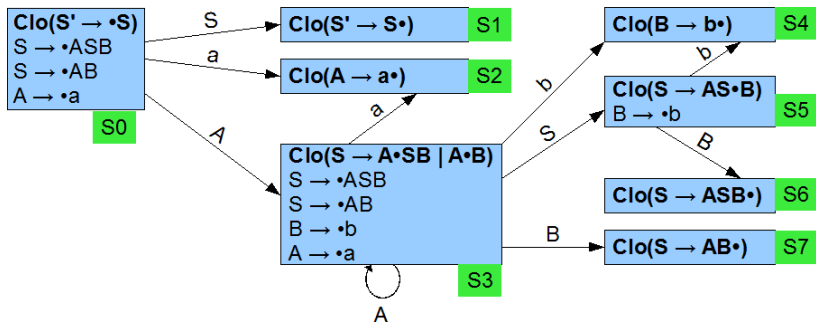 Clo(S' → •S)
S → •ASB
S → •AB
A → •a
S0
S
a
A
Clo(S' → S•)
S1
Clo(A → a•)
S2
a
Clo(S → A•SB | A•B)
S → •ASB
S → •AB
B → •b
A → •a
S3
A
b
S
B
Clo(B → b•)
S4
b
Clo(S → AS•B)
B → •b
S5
B
Clo(S → ASB•)
S6
Clo(S → AB•)
S7